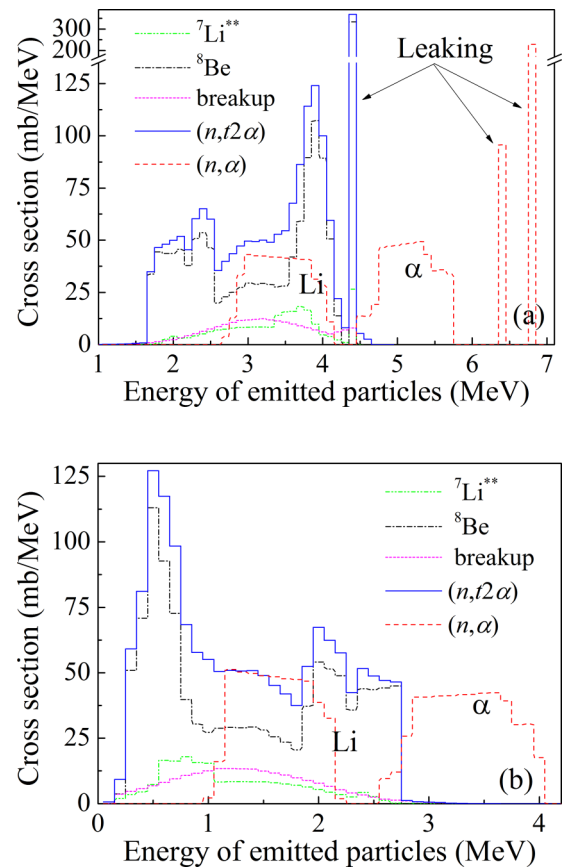 300
200
125
100
75
50
25
0
Cross section (mb/MeV)
⁷Li**
⁸Be
breakup
(n,t2α)
(n,α)
Leaking
Li
α
(a)
1 2 3 4 5 6 7
Energy of emitted particles (MeV)
125
100
75
50
25
0
Cross section (mb/MeV)
⁷Li**
⁸Be
breakup
(n,t2α)
(n,α)
α
Li
(b)
0 1 2 3 4
Energy of emitted particles (MeV)